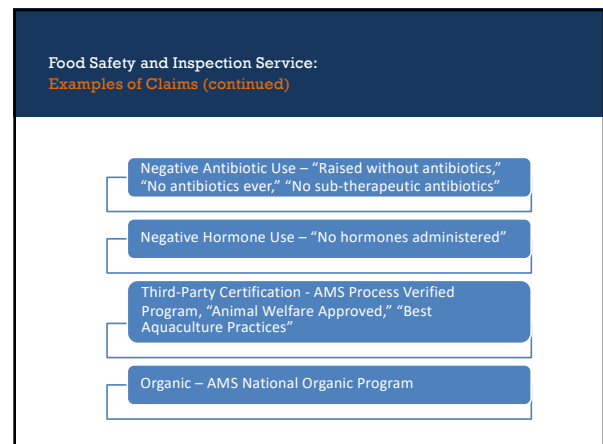 Food Safety and Inspection Service:
Examples of Claims (continued)
Negative Antibiotic Use – “Raised without antibiotics,”
“No antibiotics ever,” “No sub-therapeutic antibiotics”
Negative Hormone Use – “No hormones administered”
Third-Party Certification - AMS Process Verified
Program, “Animal Welfare Approved,” “Best
Aquaculture Practices”
Organic – AMS National Organic Program